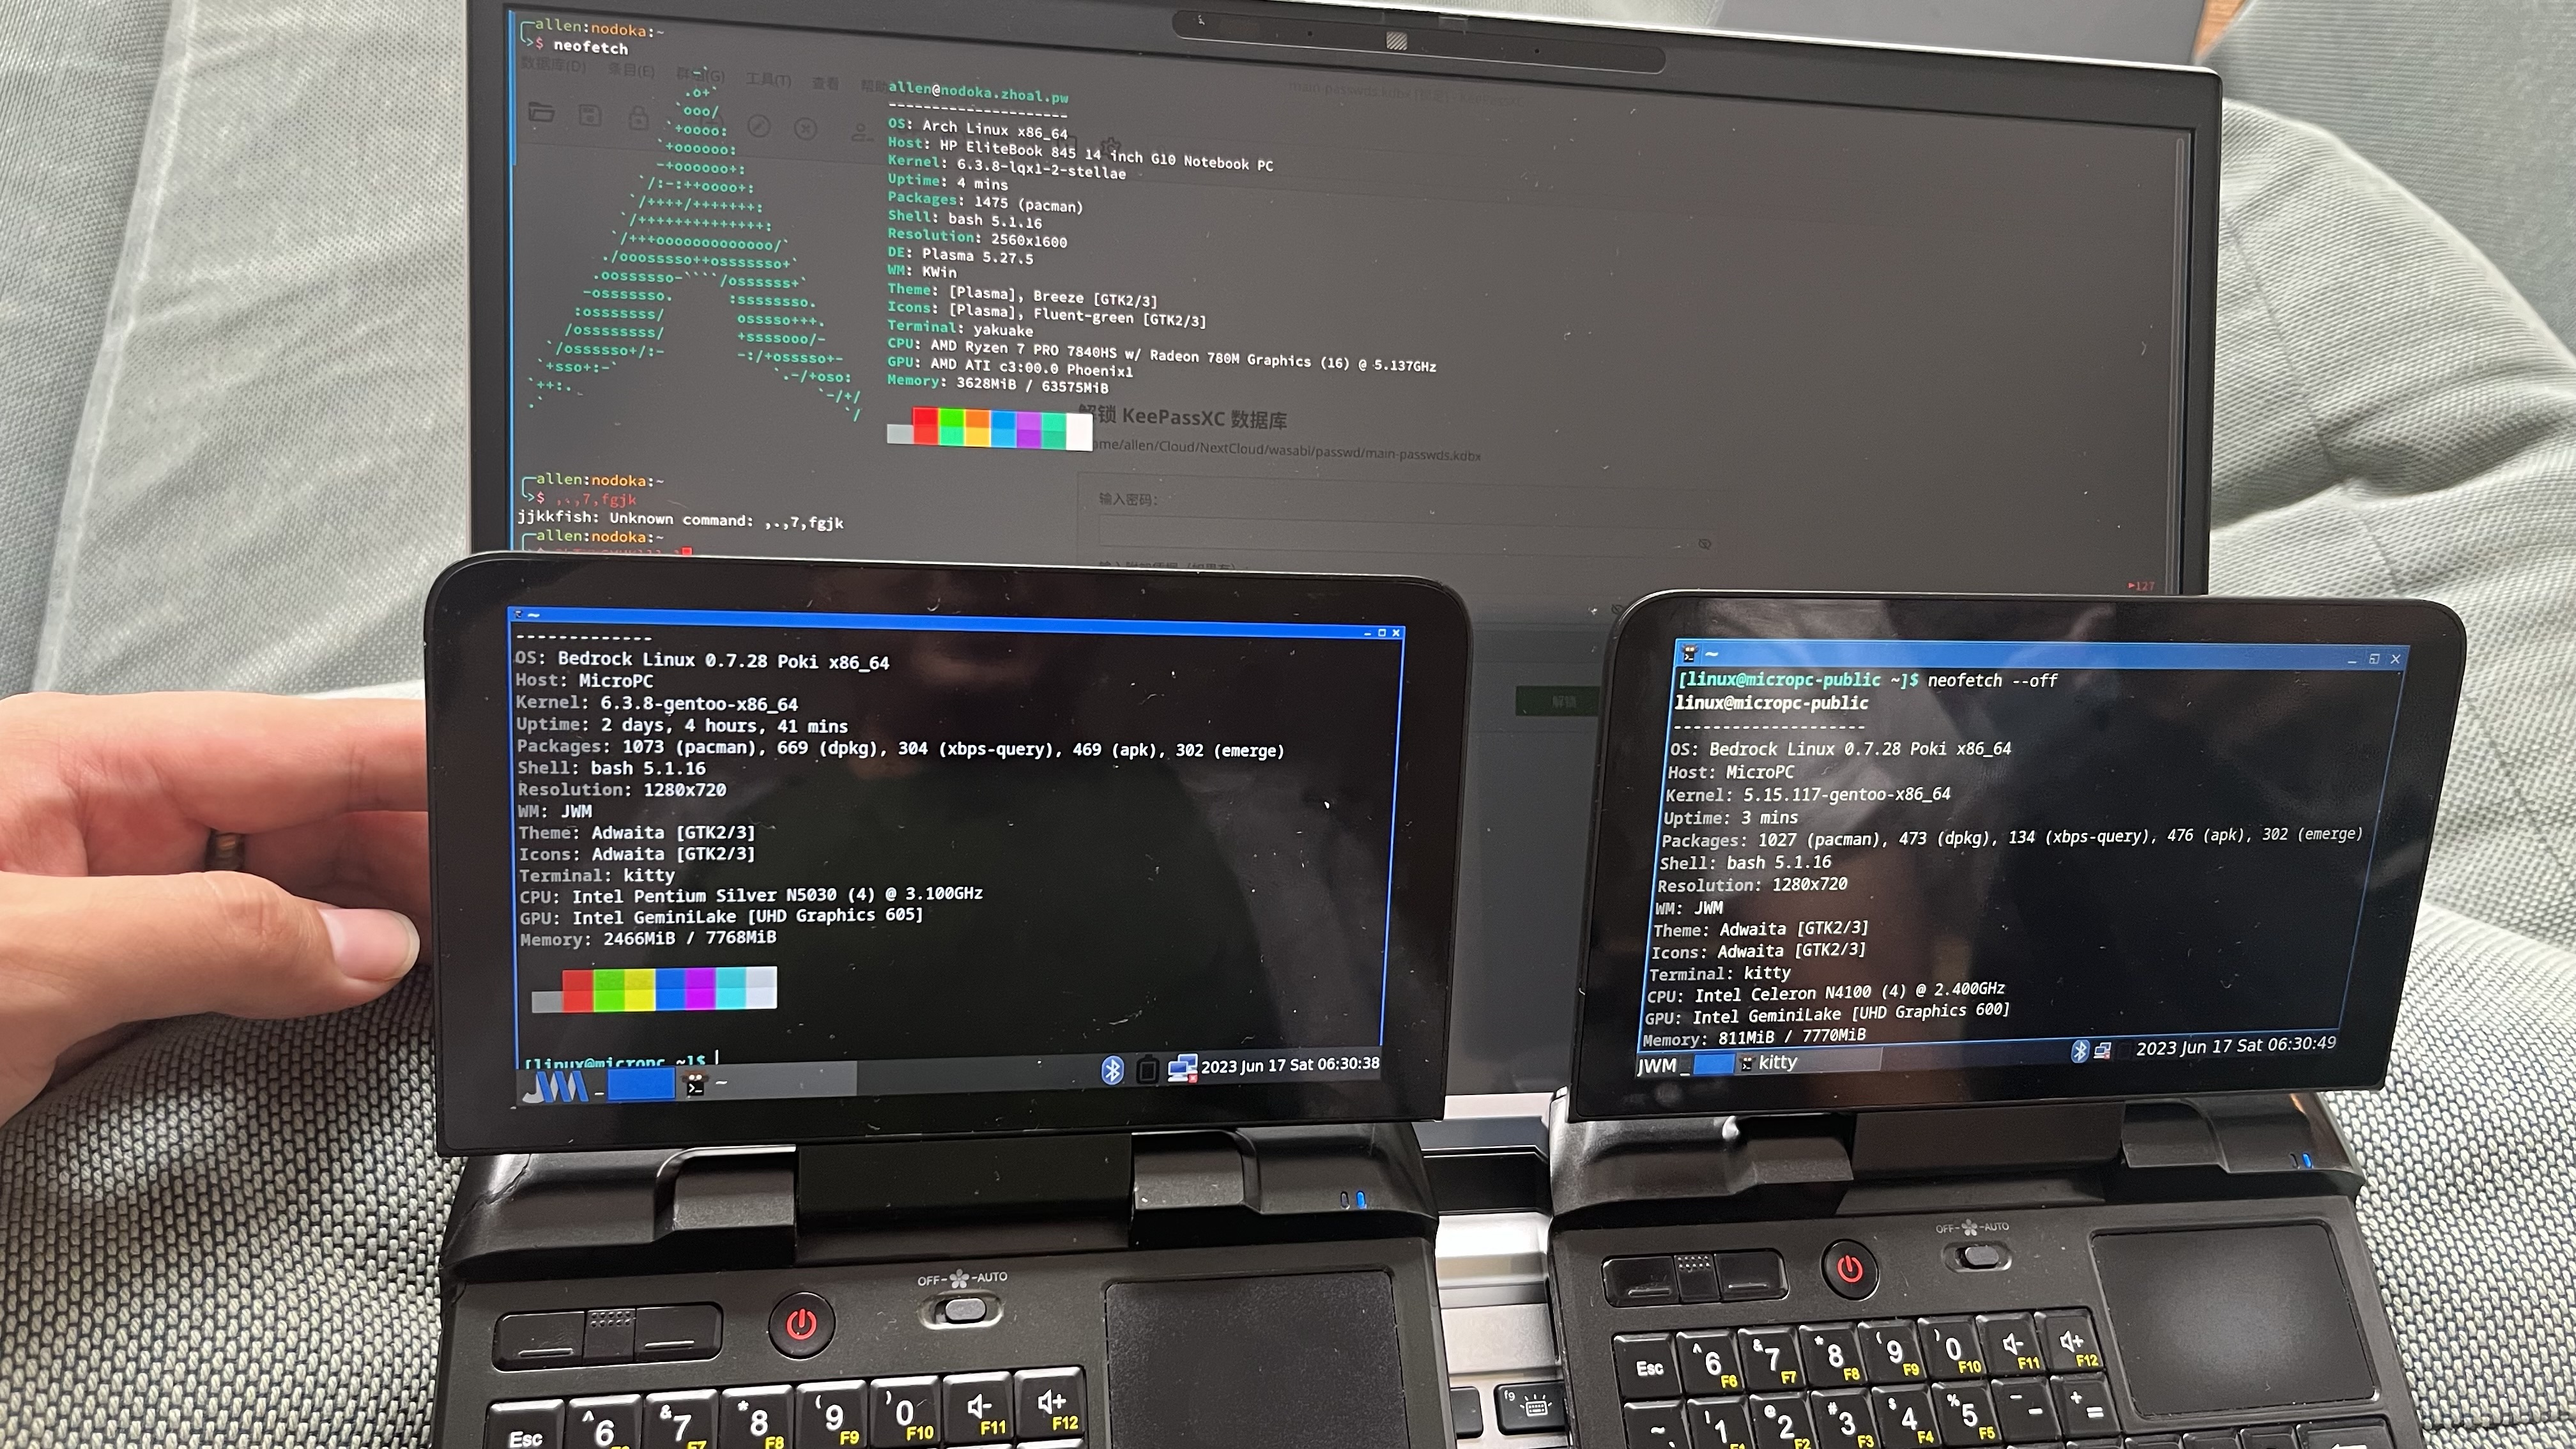 allen:nodoka:~
$ neofetch
数据库(D) 条目(E) 群组(G) 工具(T) 查看
allen@nodoka.zhoal.pw
-------------------
OS: Arch Linux x86_64
Host: HP EliteBook 845 14 inch G10 Notebook PC
Kernel: 6.3.8-lqx1-2-stellae
Uptime: 4 mins
Packages: 1475 (pacman)
Shell: bash 5.1.16
Resolution: 2560x1600
DE: Plasma 5.27.5
WM: KWin
Theme: [Plasma], Breeze [GTK2/3]
Icons: [Plasma], Fluent-green [GTK2/3]
Terminal: yakuake
CPU: AMD Ryzen 7 PRO 7840HS w/ Radeon 780M Graphics (16) @ 5.137GHz
GPU: AMD ATI c3:00.0 Phoenix1
Memory: 3628MiB / 63575MiB
解锁 KeePassXC 数据库
ome/allen/Cloud/NextCloud/wasabi/passwd/main-passwds.kdbx
输入密码:
allen:nodoka:~
$ ,.,7,fgjk
jjkkfish: Unknown command: ,.,7,fgjk
allen:nodoka:~
127
解锁
~
-------------
OS: Bedrock Linux 0.7.28 Poki x86_64
Host: MicroPC
Kernel: 6.3.8-gentoo-x86_64
Uptime: 2 days, 4 hours, 41 mins
Packages: 1073 (pacman), 669 (dpkg), 304 (xbps-query), 469 (apk), 302 (emerge)
Shell: bash 5.1.16
Resolution: 1280x720
WM: JWM
Theme: Adwaita [GTK2/3]
Icons: Adwaita [GTK2/3]
Terminal: kitty
CPU: Intel Pentium Silver N5030 (4) @ 3.100GHz
GPU: Intel GeminiLake [UHD Graphics 605]
Memory: 2466MiB / 7768MiB
[linux@micropc ~]$
JWM _ ~ 2023 Jun 17 Sat 06:30:38
~
[linux@micropc-public ~]$ neofetch --off
linux@micropc-public
--------------------
OS: Bedrock Linux 0.7.28 Poki x86_64
Host: MicroPC
Kernel: 5.15.117-gentoo-x86_64
Uptime: 3 mins
Packages: 1027 (pacman), 473 (dpkg), 134 (xbps-query), 476 (apk), 302 (emerge)
Shell: bash 5.1.16
Resolution: 1280x720
WM: JWM
Theme: Adwaita [GTK2/3]
Icons: Adwaita [GTK2/3]
Terminal: kitty
CPU: Intel Celeron N4100 (4) @ 2.400GHz
GPU: Intel GeminiLake [UHD Graphics 600]
Memory: 811MiB / 7770MiB
JWM _ kitty 2023 Jun 17 Sat 06:30:49
OFF AUTO
Esc ^ 6 & 7 F7 * 8 F8 ( 9 F9 ) 0 F10 F11 F12
f9
OFF AUTO
Esc ^ 6 F6 & 7 F7 * 8 F8 ( 9 F9 ) 0 F10 F11 F12
~ ! 1 F1 @ 2 F2 # 3 F3 $ 4 F4 % 5 F5 _ - + =